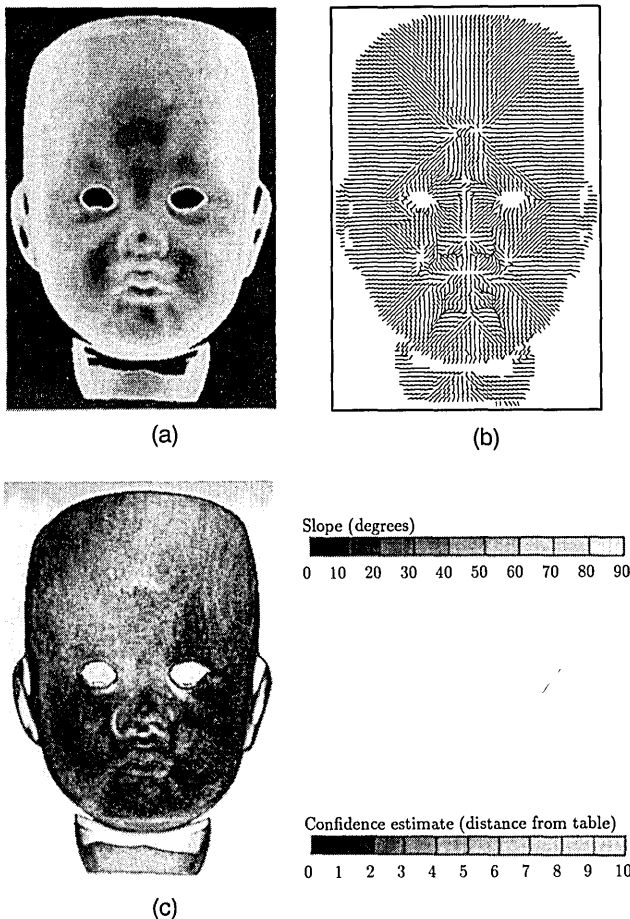 (a)
(b)
Slope (degrees)
0 10 20 30 40 50 60 70 80 90
Confidence estimate (distance from table)
0 1 2 3 4 5 6 7 8 9 10
(c)